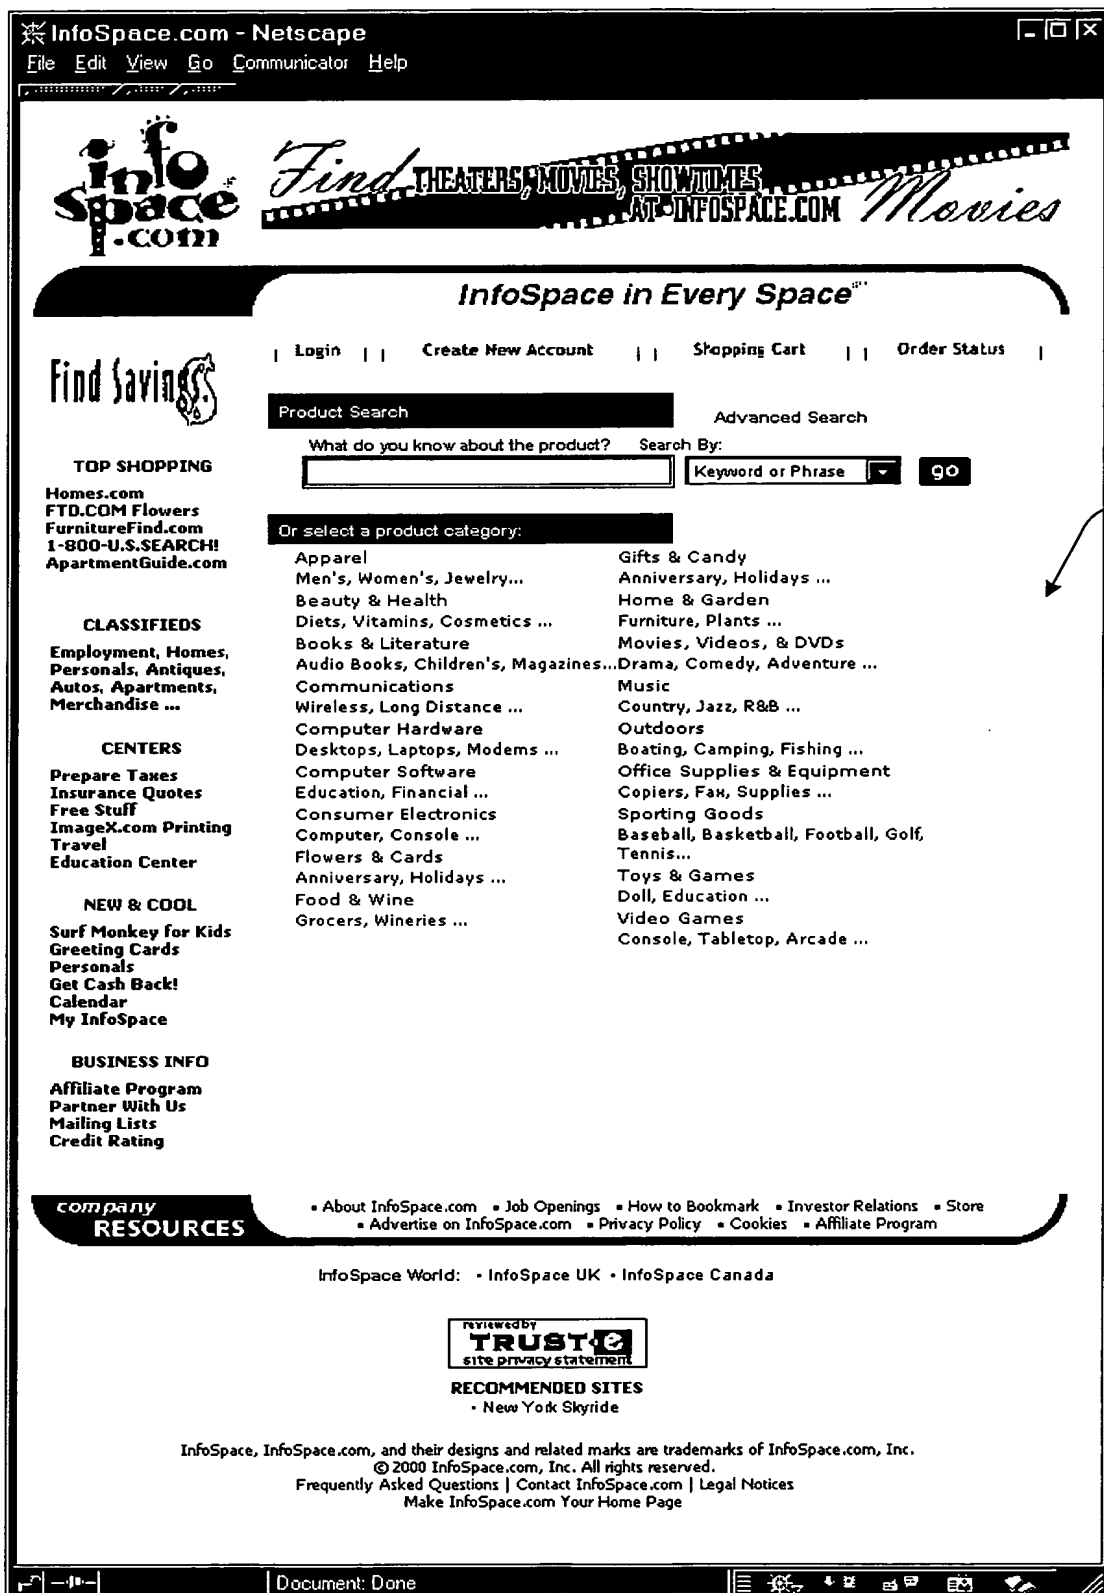 InfoSpace.com - Netscape
File Edit View Go Communicator Help
info
space
.com
Find THEATERS, MOVIES, SHOWTIMES
AT INFOSPACE.COM Movies
InfoSpace in Every Space
Find Savings
| Login | | Create New Account | | Shopping Cart | | Order Status |
Product Search
Advanced Search
What do you know about the product? Search By:
Keyword or Phrase
go
TOP SHOPPING
Homes.com
FTD.COM Flowers
FurnitureFind.com
1-800-U.S.SEARCH!
ApartmentGuide.com
CLASSIFIEDS
Employment, Homes,
Personals, Antiques,
Autos, Apartments,
Merchandise ...
CENTERS
Prepare Taxes
Insurance Quotes
Free Stuff
ImageX.com Printing
Travel
Education Center
NEW & COOL
Surf Monkey for Kids
Greeting Cards
Personals
Get Cash Back!
Calendar
My InfoSpace
BUSINESS INFO
Affiliate Program
Partner With Us
Mailing Lists
Credit Rating
Or select a product category:
Apparel
Men's, Women's, Jewelry...
Beauty & Health
Diets, Vitamins, Cosmetics ...
Books & Literature
Audio Books, Children's, Magazines...
Communications
Wireless, Long Distance ...
Computer Hardware
Desktops, Laptops, Modems ...
Computer Software
Education, Financial ...
Consumer Electronics
Computer, Console ...
Flowers & Cards
Anniversary, Holidays ...
Food & Wine
Grocers, Wineries ...
Gifts & Candy
Anniversary, Holidays ...
Home & Garden
Furniture, Plants ...
Movies, Videos, & DVDs
Drama, Comedy, Adventure ...
Music
Country, Jazz, R&B ...
Outdoors
Boating, Camping, Fishing ...
Office Supplies & Equipment
Copiers, Fax, Supplies ...
Sporting Goods
Baseball, Basketball, Football, Golf,
Tennis...
Toys & Games
Doll, Education ...
Video Games
Console, Tabletop, Arcade ...
company
RESOURCES
▪ About InfoSpace.com ▪ Job Openings ▪ How to Bookmark ▪ Investor Relations ▪ Store
▪ Advertise on InfoSpace.com ▪ Privacy Policy ▪ Cookies ▪ Affiliate Program
InfoSpace World: • InfoSpace UK • InfoSpace Canada
reviewed by
TRUST•e
site privacy statement
RECOMMENDED SITES
• New York Skyride
InfoSpace, InfoSpace.com, and their designs and related marks are trademarks of InfoSpace.com, Inc.
© 2000 InfoSpace.com, Inc. All rights reserved.
Frequently Asked Questions | Contact InfoSpace.com | Legal Notices
Make InfoSpace.com Your Home Page
Document: Done